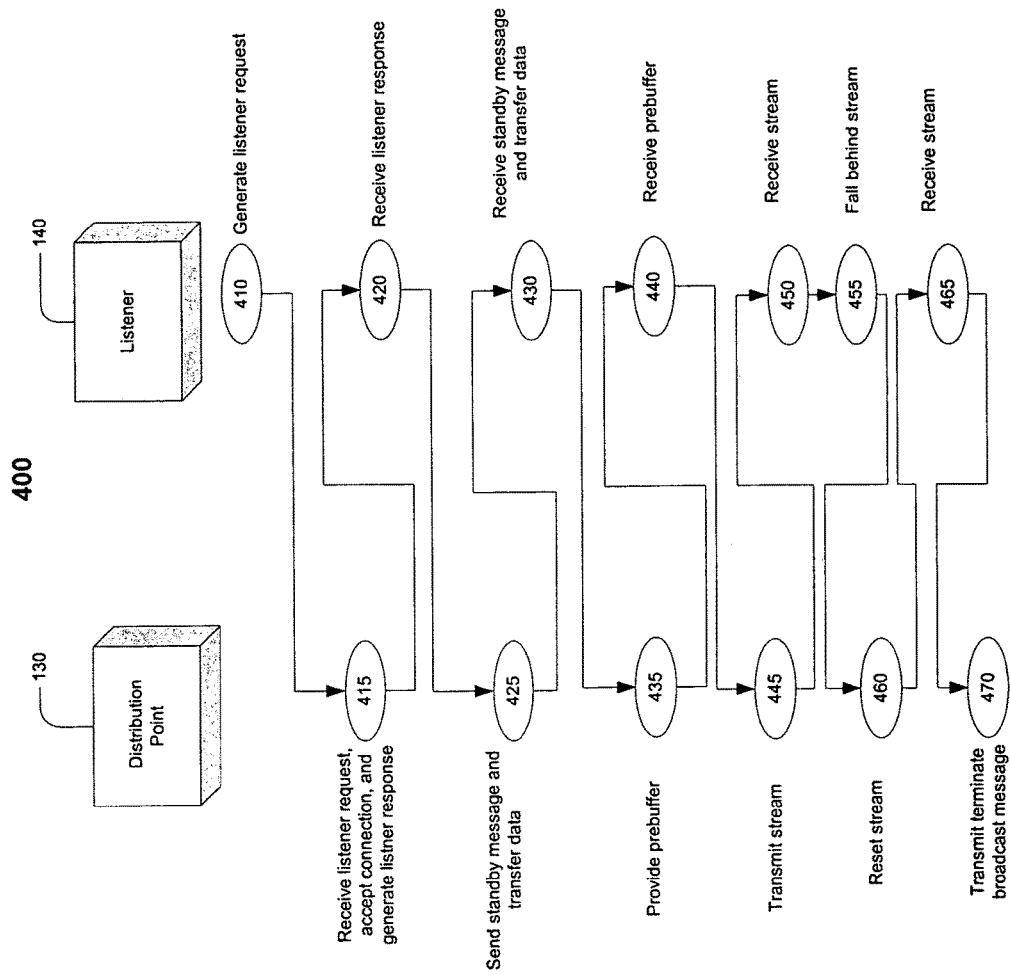 400
130
Distribution
Point
140
Listener
410
Generate listener request
415
Receive listener request,
accept connection, and
generate listner response
420
Receive listener response
425
Send standby message and
transfer data
430
Receive standby message
and transfer data
435
Provide prebuffer
440
Receive prebuffer
445
Transmit stream
450
Receive stream
455
Fall behind stream
460
Reset stream
465
Receive stream
470
Transmit terminate
broadcast message